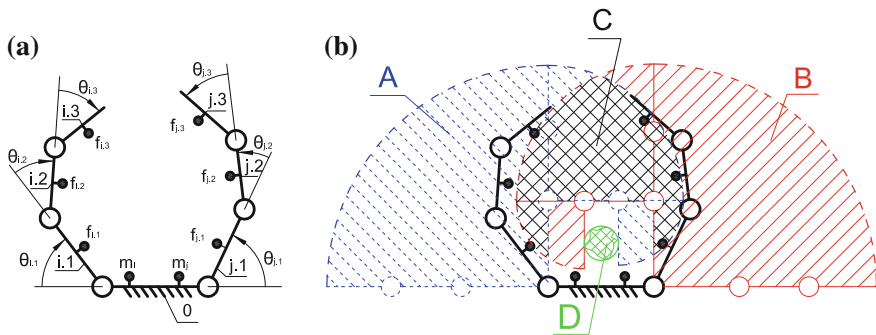 (a)
θj.3
θi.3
j.3
i.3
fj.3
fi.3
θi.2
θj.2
j.2
i.2
fj.2
fi.2
fi.1
fj.1
θi.1
θj.1
i.1
mi
mj
j.1
0
(b)
C
A
B
D